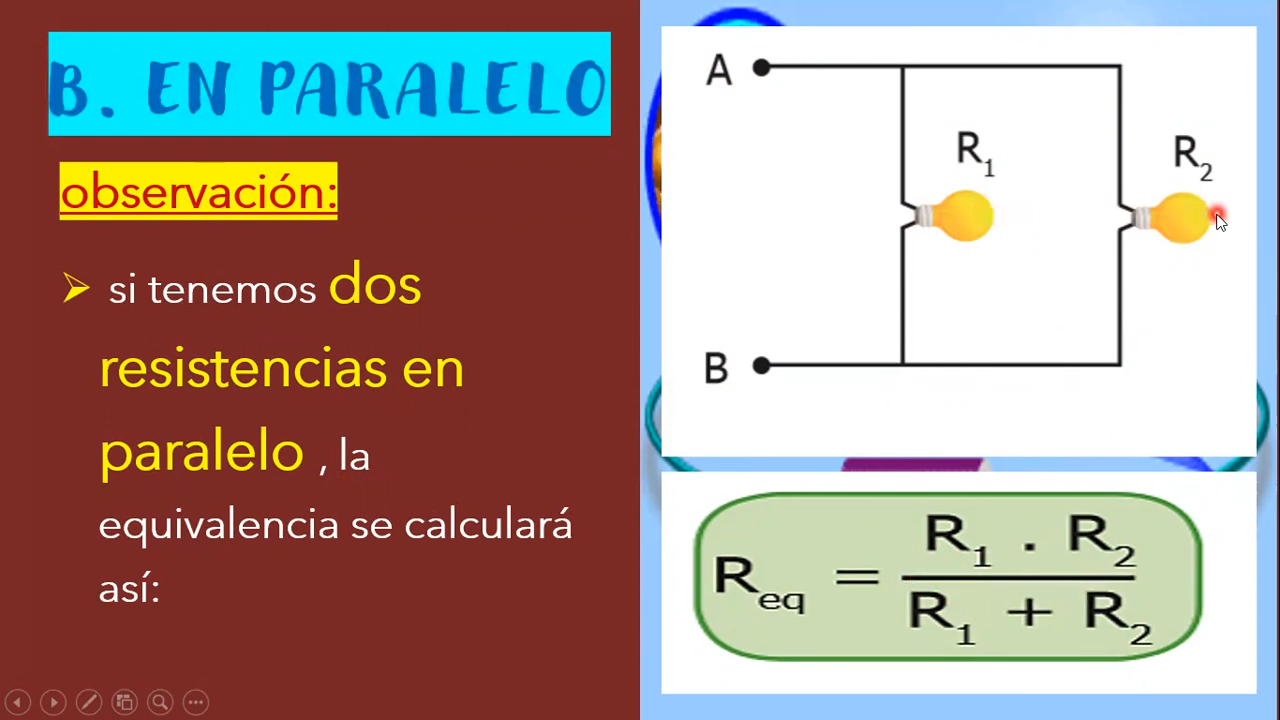 B. EN PARALELO
observación:
➢ si tenemos dos
resistencias en
paralelo , la
equivalencia se calculará
así:
A
R₁
R₂
B
R₁ . R₂
R_eq = ─────
R₁ + R₂